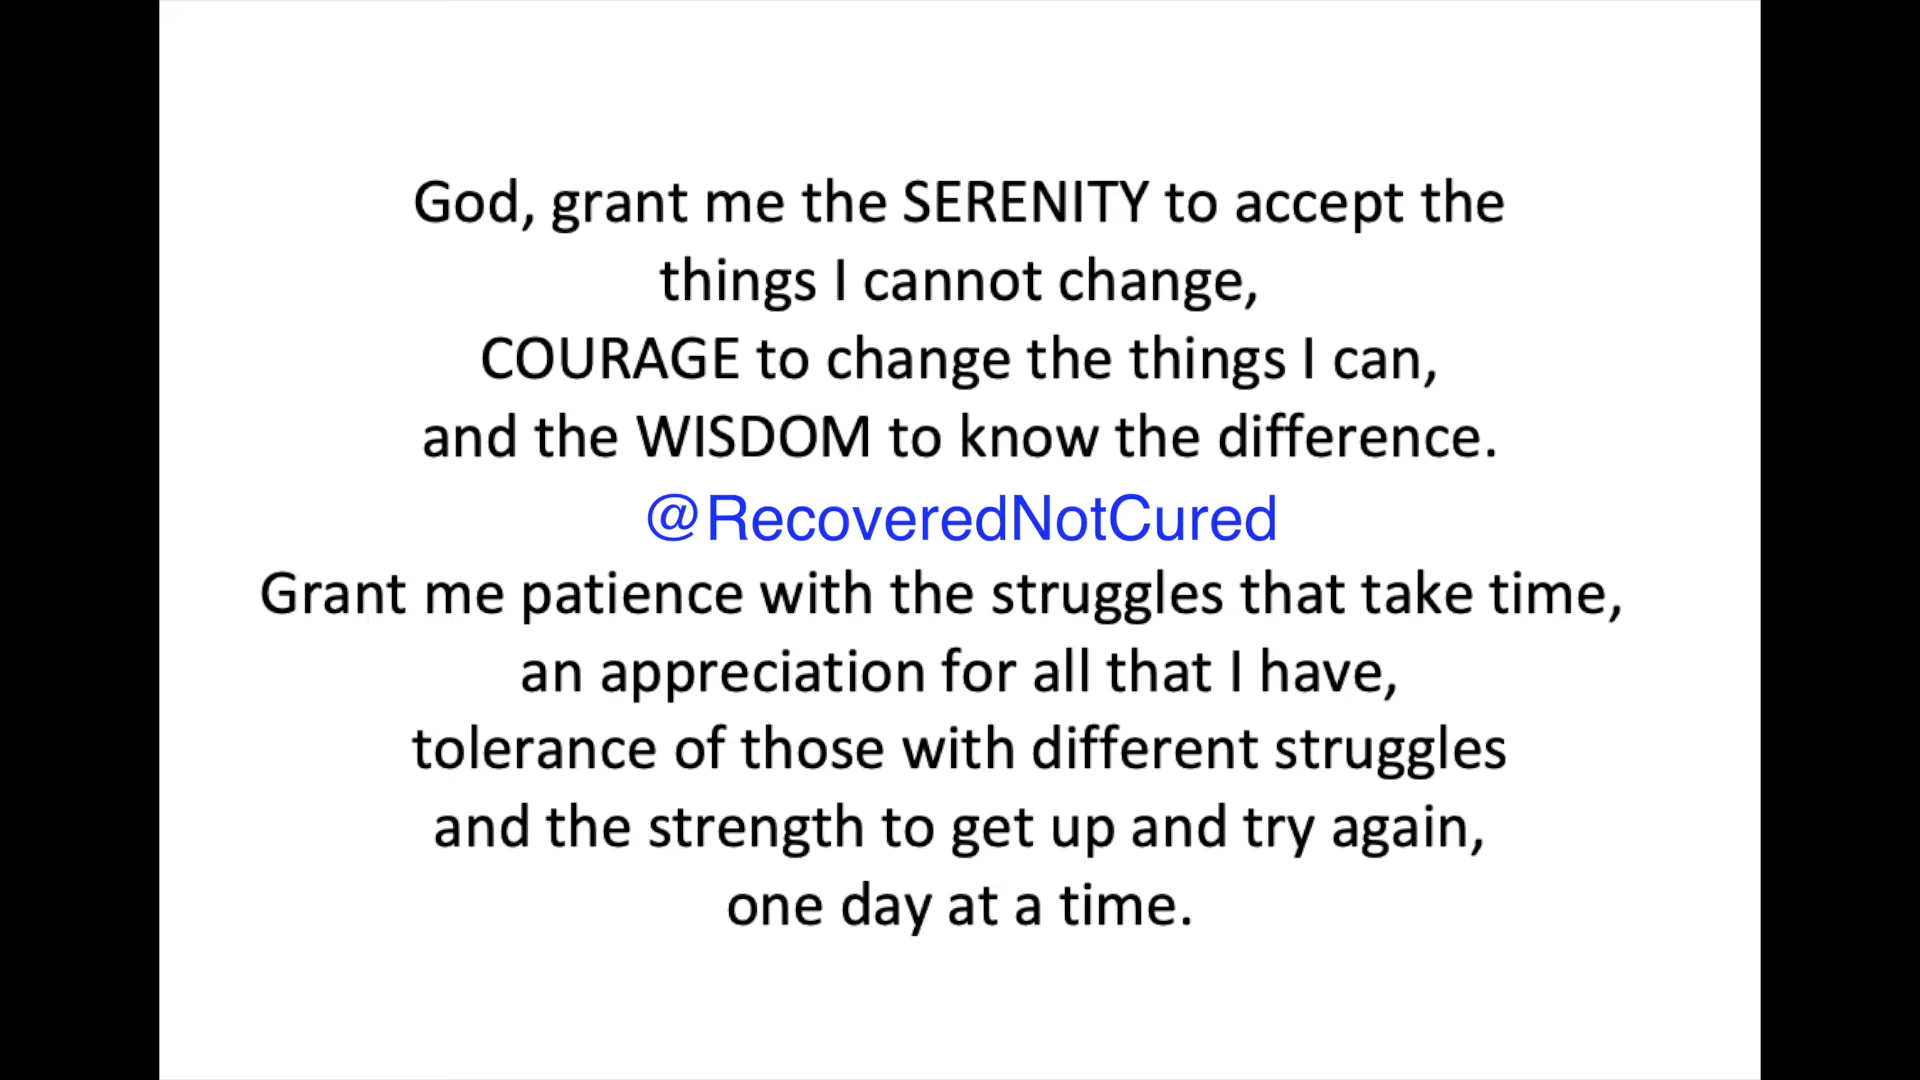 God, grant me the SERENITY to accept the
things I cannot change,
COURAGE to change the things I can,
and the WISDOM to know the difference.
@RecoveredNotCured
Grant me patience with the struggles that take time,
an appreciation for all that I have,
tolerance of those with different struggles
and the strength to get up and try again,
one day at a time.